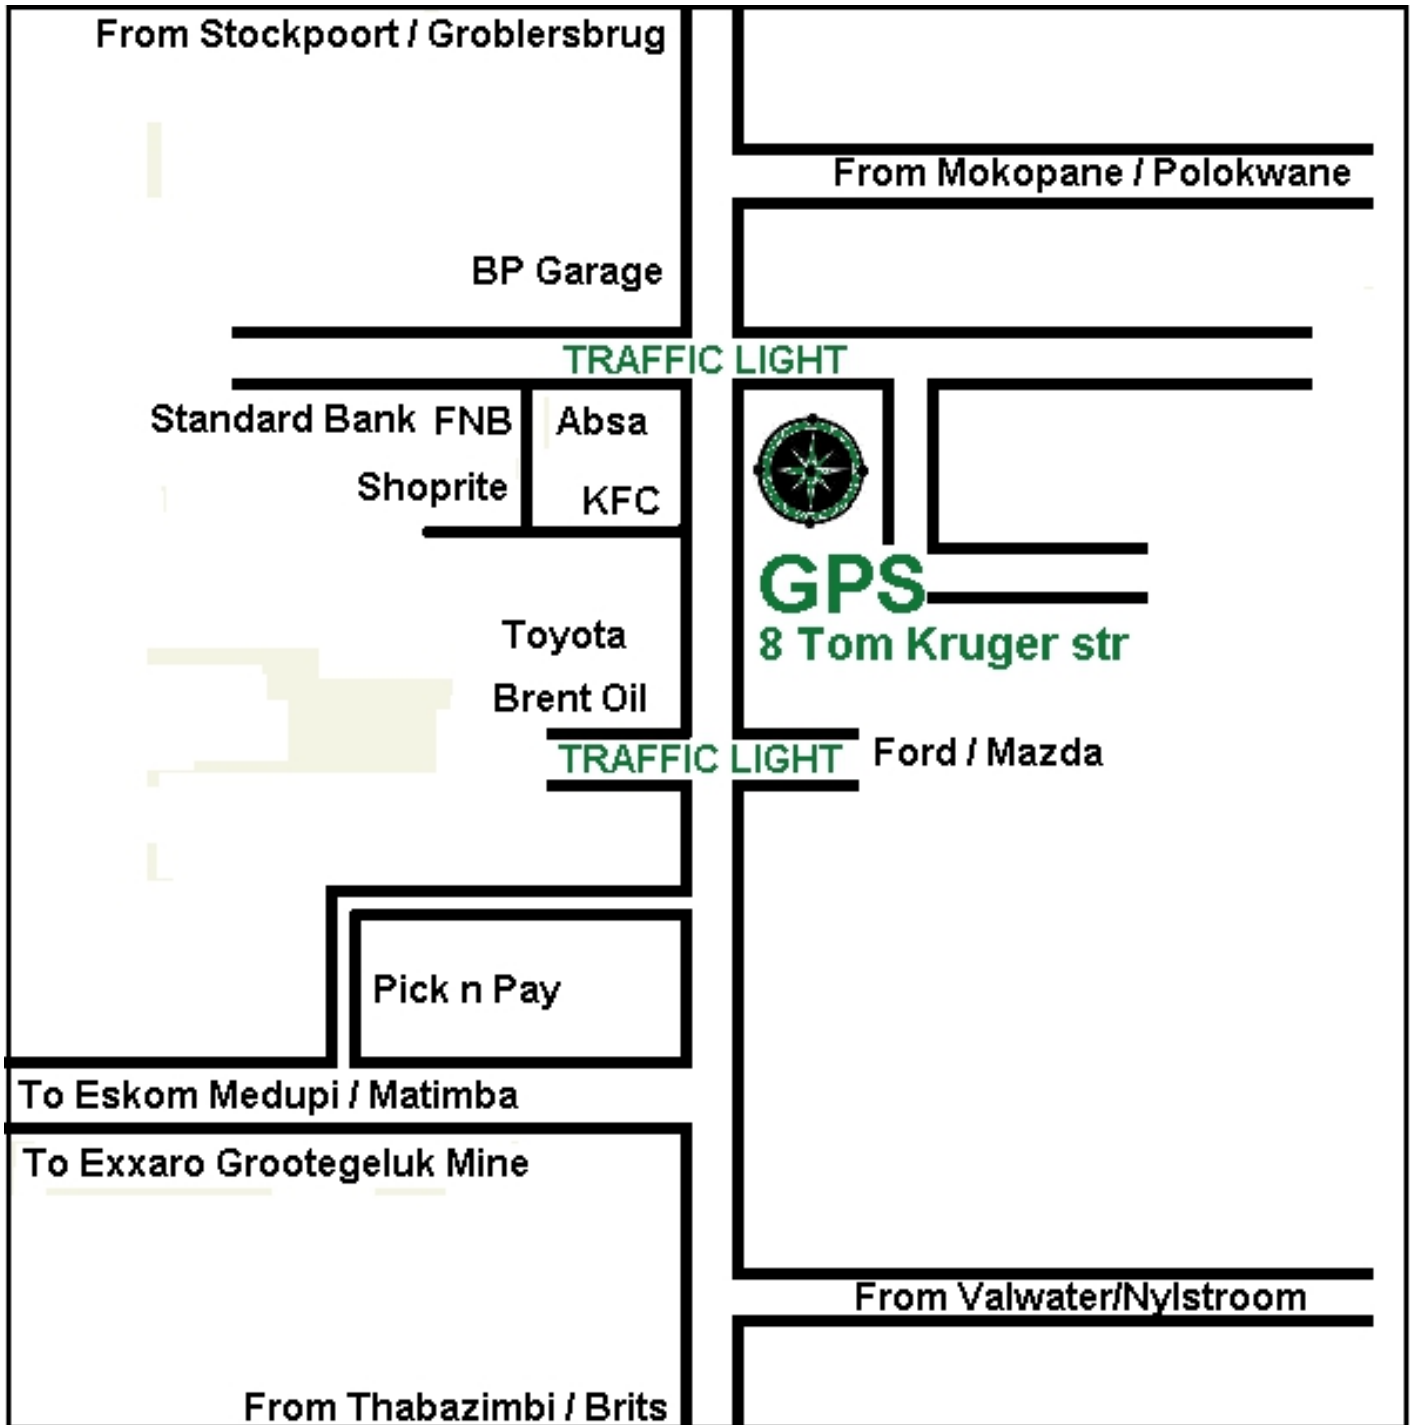 From Stockpoort / Groblersbrug
From Mokopane / Polokwane
BP Garage
TRAFFIC LIGHT
Standard Bank FNB
Absa
Shoprite
KFC
GPS
8 Tom Kruger str
Toyota
Brent Oil
TRAFFIC LIGHT
Ford / Mazda
Pick n Pay
To Eskom Medupi / Matimba
To Exxaro Grootegeluk Mine
From Valwater/Nylstroom
From Thabazimbi / Brits